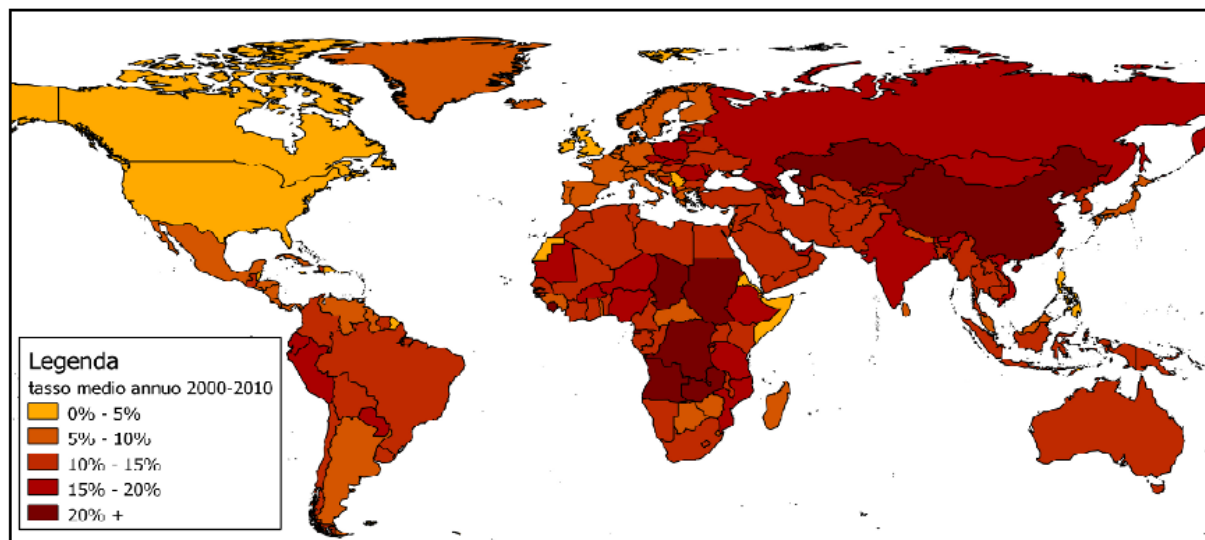 Legenda
tasso medio annuo 2000-2010
0% - 5%
5% - 10%
10% - 15%
15% - 20%
20% +